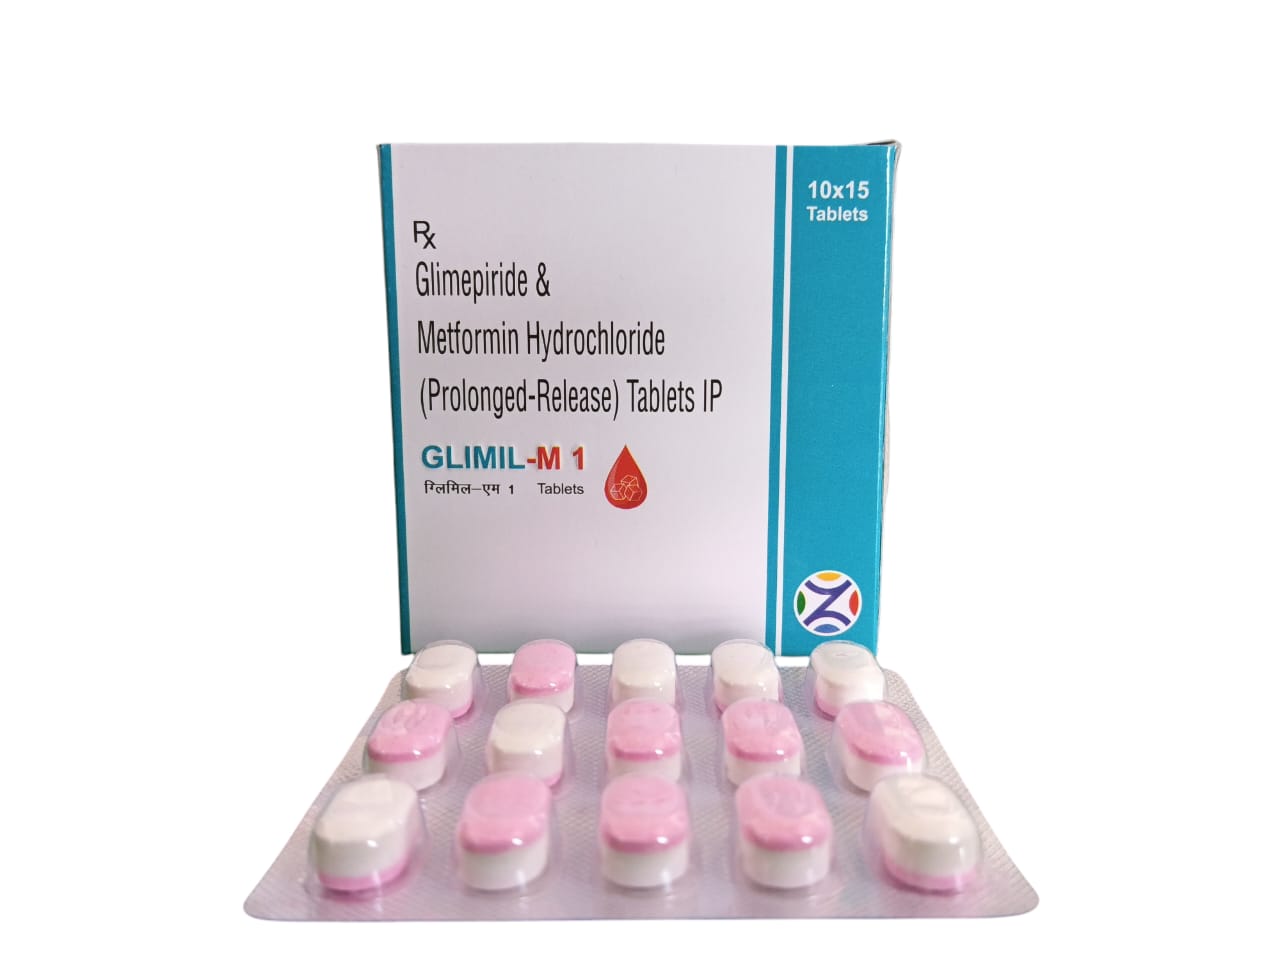 Rx
Glimepiride &
Metformin Hydrochloride
(Prolonged-Release) Tablets IP
GLIMIL-M 1
ग्लिमिल–एम 1 Tablets
10x15
Tablets
Z